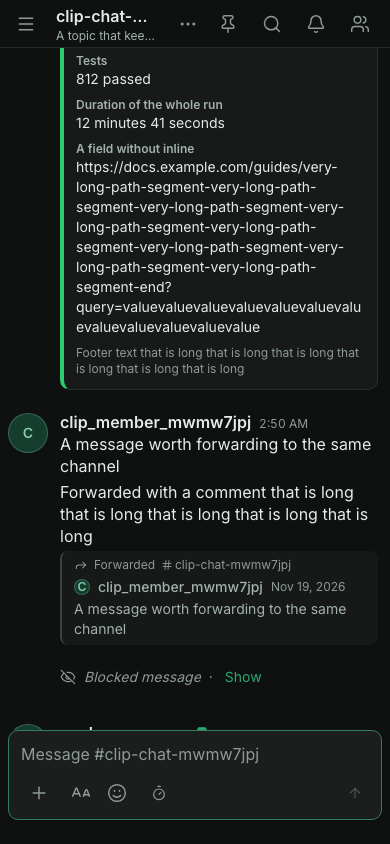 clip-chat-...
A topic that kee...
Tests
812 passed
Duration of the whole run
12 minutes 41 seconds
A field without inline
https://docs.example.com/guides/very-
long-path-segment-very-long-path-
segment-very-long-path-segment-very-
long-path-segment-very-long-path-
segment-very-long-path-segment-very-
long-path-segment-very-long-path-
segment-end?
query=valuevaluevaluevaluevaluevaluevalu
evaluevaluevaluevaluevalue
Footer text that is long that is long that is long that
is long that is long that is long
C
clip_member_mwmw7jpj 2:50 AM
A message worth forwarding to the same
channel
Forwarded with a comment that is long
that is long that is long that is long that is
long
Forwarded # clip-chat-mwmw7jpj
C clip_member_mwmw7jpj Nov 19, 2026
A message worth forwarding to the same
channel
Blocked message · Show
Message #clip-chat-mwmw7jpj
AA